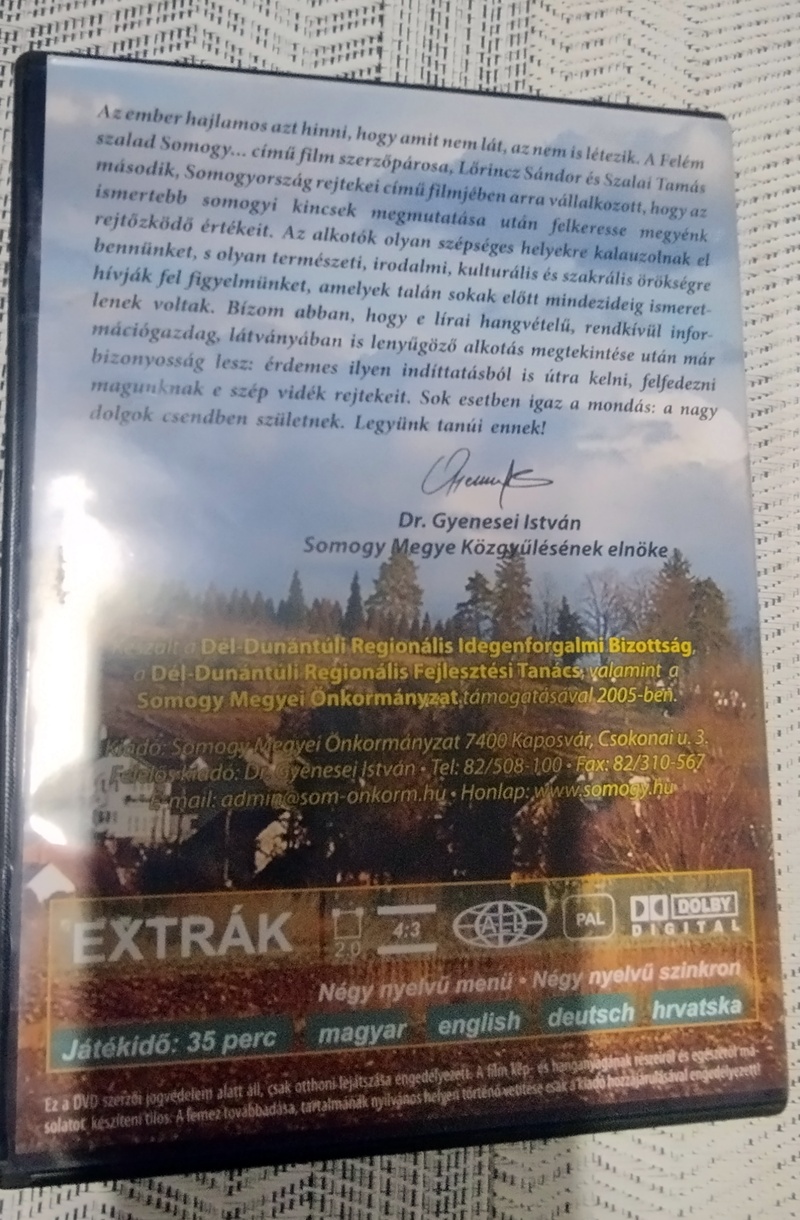 Az ember hajlamos azt hinni, hogy amit nem lát, az nem is létezik. A Felém
szalad Somogy... című film szerzőpárosa, Lőrincz Sándor és Szalai Tamás
második, Somogyország rejtekei című filmjében arra vállalkozott, hogy az
ismertebb somogyi kincsek megmutatása után felkeresse megyénk
rejtőzködő értékeit. Az alkotók olyan szépséges helyekre kalauzolnak el
bennünket, s olyan természeti, irodalmi, kulturális és szakrális örökségre
hívják fel figyelmünket, amelyek talán sokak előtt mindezideig ismeret-
lenek voltak. Bízom abban, hogy e lírai hangvételű, rendkívül infor-
mációgazdag, látványában is lenyűgöző alkotás megtekintése után már
bizonyosság lesz: érdemes ilyen indíttatásból is útra kelni, felfedezni
magunknak e szép vidék rejtekeit. Sok esetben igaz a mondás: a nagy
dolgok csendben születnek. Legyünk tanúi ennek!
Dr. Gyenesei István
Somogy Megye Közgyűlésének elnöke
Készült a Dél-Dunántúli Regionális Idegenforgalmi Bizottság,
a Dél-Dunántúli Regionális Fejlesztési Tanács, valamint a
Somogy Megyei Önkormányzat támogatásával 2005-ben.
Kiadó: Somogy Megyei Önkormányzat 7400 Kaposvár, Csokonai u. 3.
Felelős kiadó: Dr. Gyenesei István • Tel: 82/508-100 • Fax: 82/310-567
E-mail: admin@som-onkorm.hu • Honlap: www.somogy.hu
EXTRÁK 2.0 4:3 ALL PAL DOLBY DIGITAL
Négy nyelvű menü • Négy nyelvű szinkron
Játékidő: 35 perc magyar english deutsch hrvatska
Ez a DVD szerzői jogvédelem alatt áll, csak otthoni lejátszása engedélyezett. A film kép- és hanganyagának részeiről és egészéről má-
solatot készíteni tilos. A lemez továbbadása, tartalmának nyilvános helyen történő vetítése csak a kiadó hozzájárulásával engedélyezett!